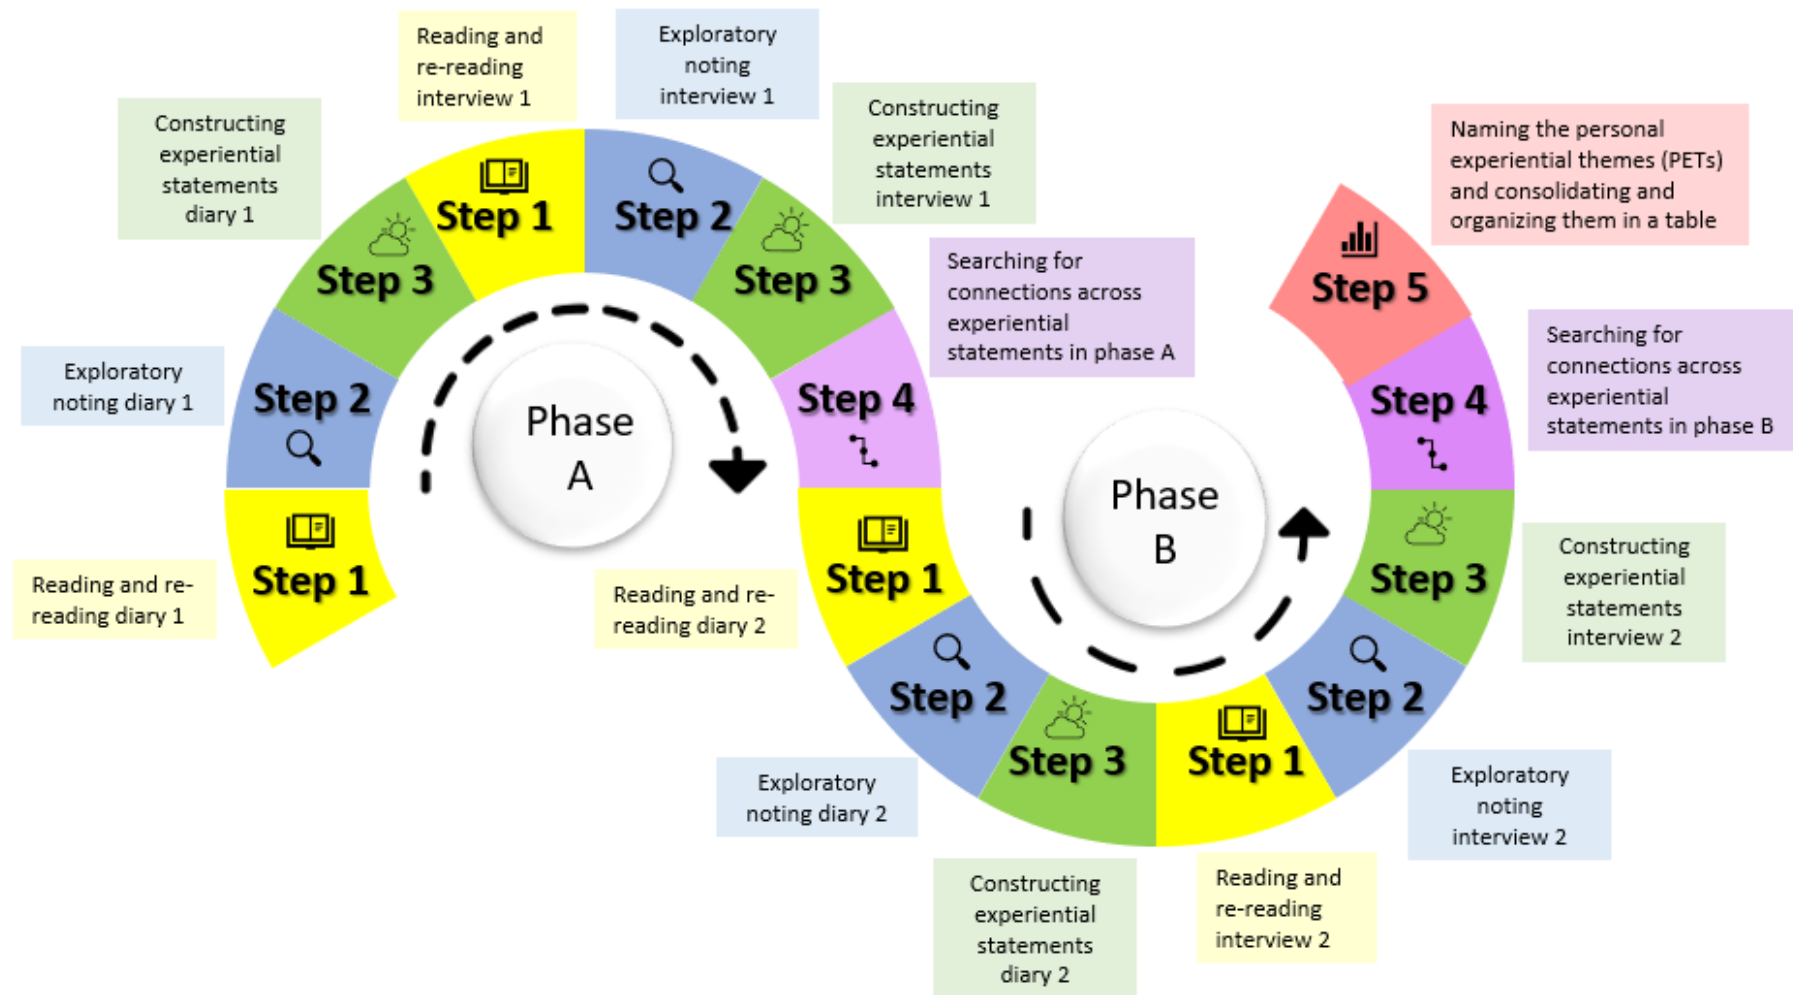 Reading and re-
reading diary 1
Step 1
Exploratory
noting diary 1
Step 2
Constructing
experiential
statements
diary 1
Step 3
Reading and
re-reading
interview 1
Step 1
Exploratory
noting
interview 1
Step 2
Constructing
experiential
statements
interview 1
Step 3
Searching for
connections across
experiential
statements in phase A
Step 4
Phase
A
Reading and re-
reading diary 2
Step 1
Exploratory
noting diary 2
Step 2
Constructing
experiential
statements
diary 2
Step 3
Reading and
re-reading
interview 2
Step 1
Exploratory
noting
interview 2
Step 2
Constructing
experiential
statements
interview 2
Step 3
Searching for
connections across
experiential
statements in phase B
Step 4
Naming the personal
experiential themes (PETs)
and consolidating and
organizing them in a table
Step 5
Phase
B